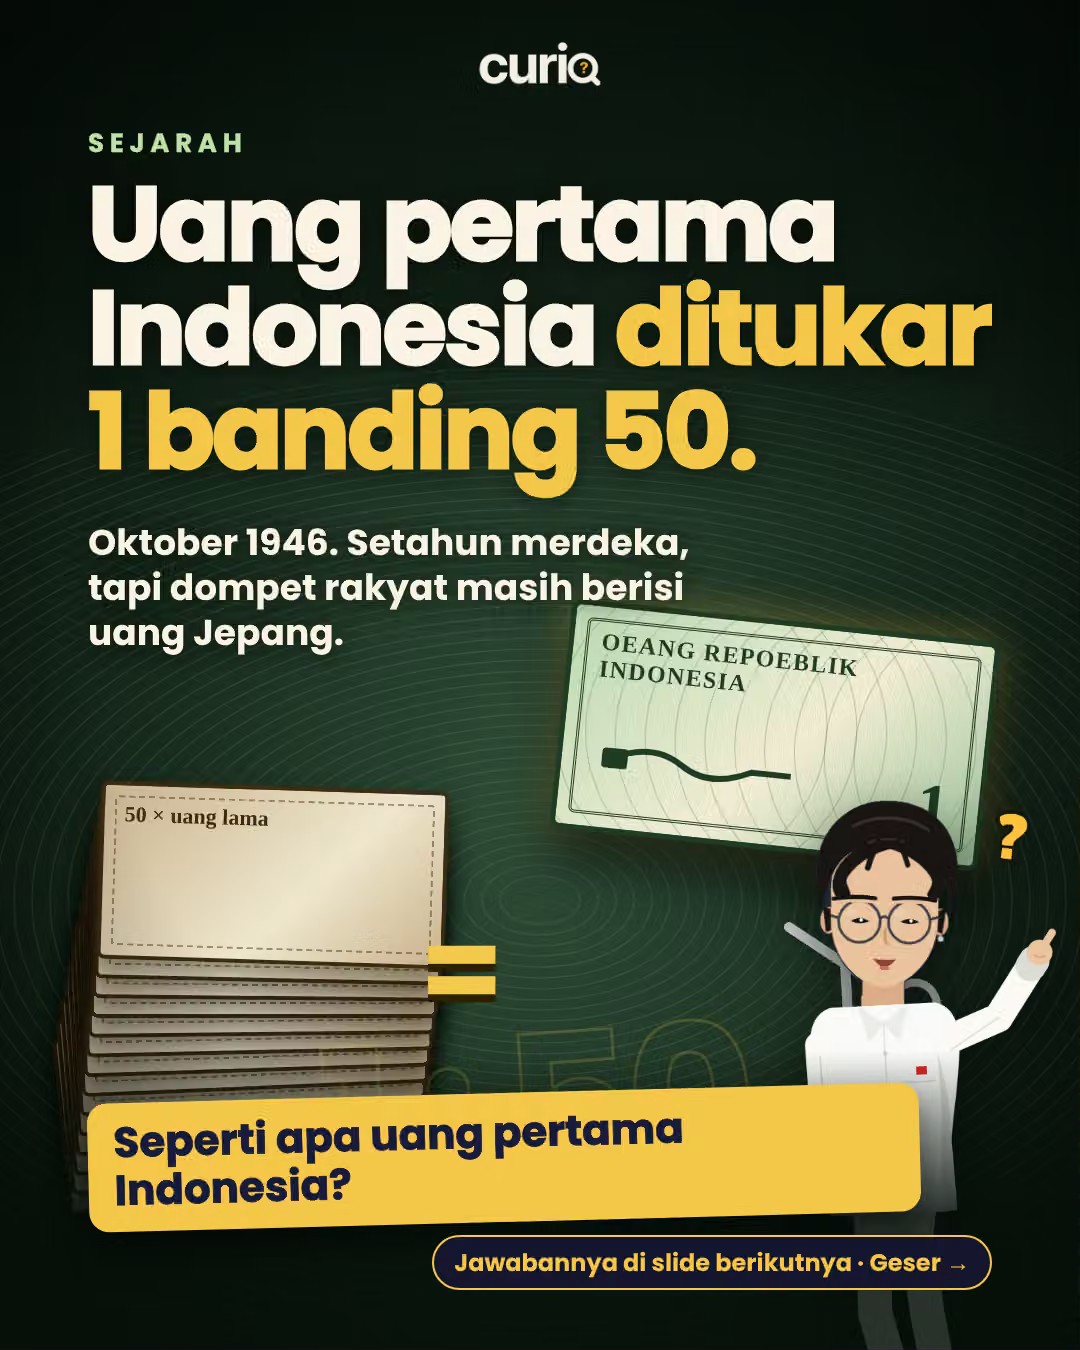 curiQ
SEJARAH
Uang pertama
Indonesia ditukar
1 banding 50.
Oktober 1946. Setahun merdeka,
tapi dompet rakyat masih berisi
uang Jepang.
OEANG REPOEBLIK
INDONESIA
1
?
50 × uang lama
=
50
Seperti apa uang pertama
Indonesia?
Jawabannya di slide berikutnya · Geser →